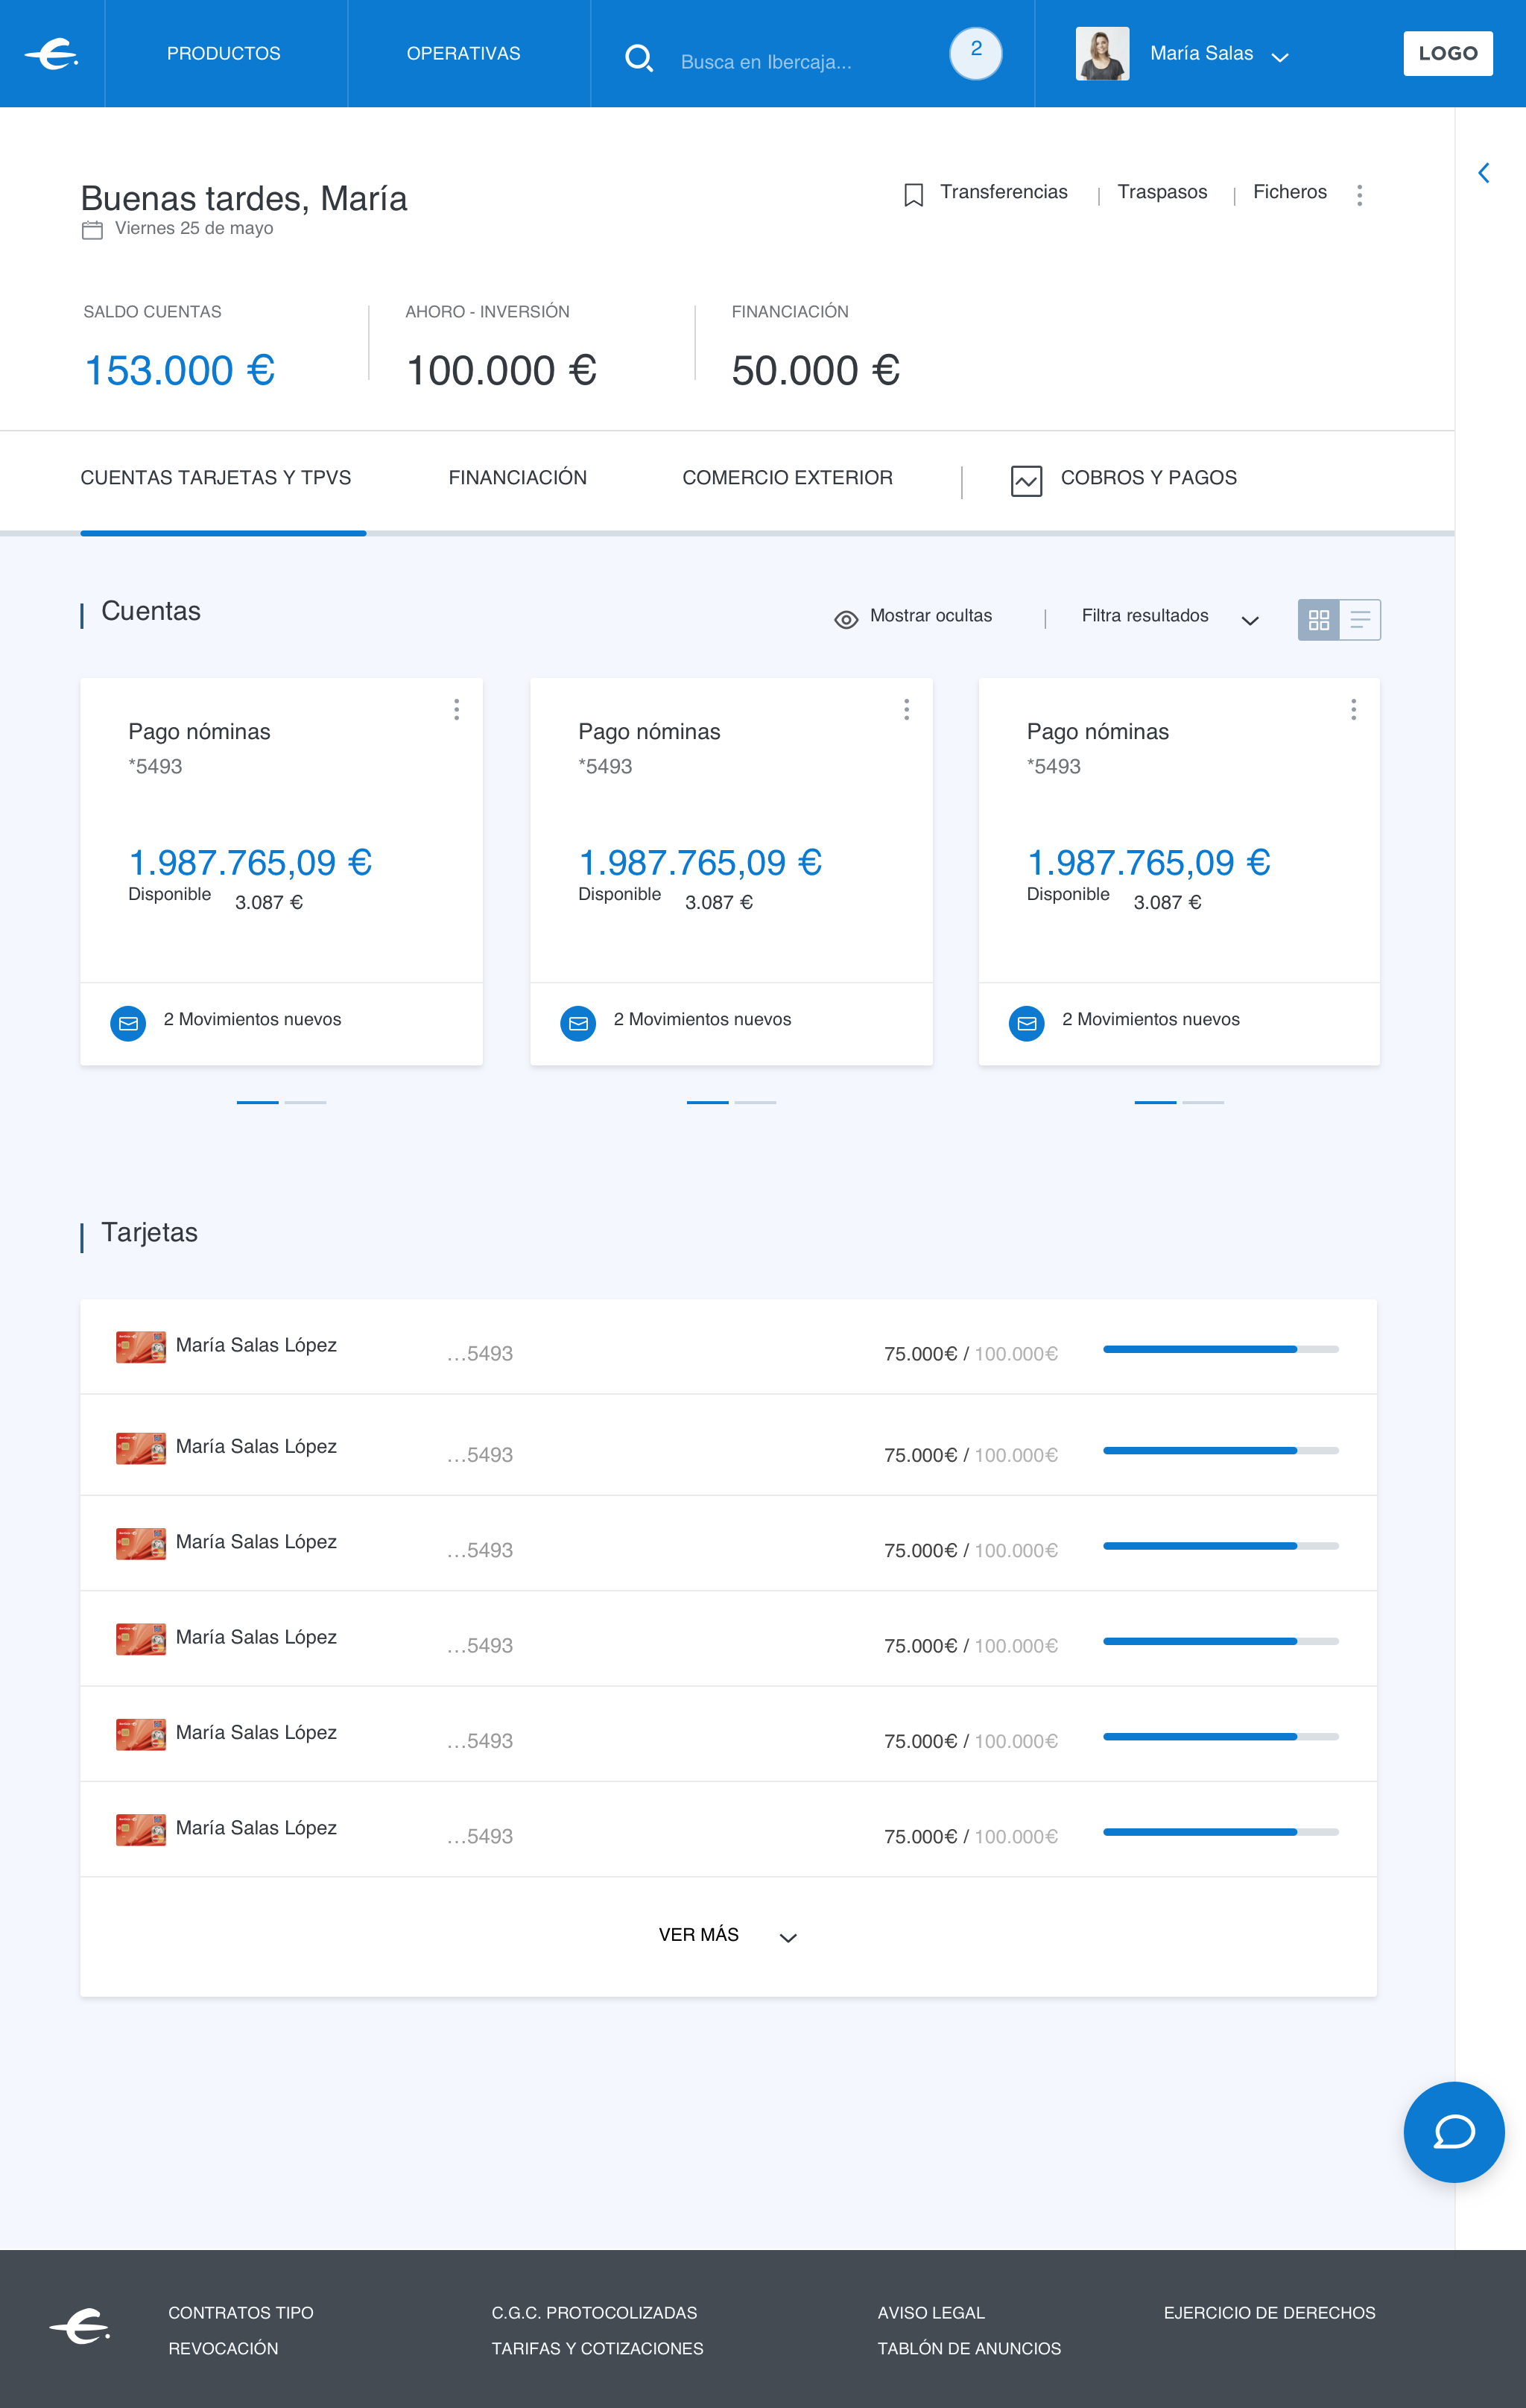 PRODUCTOS
OPERATIVAS
Busca en Ibercaja...
2
María Salas
LOGO
Buenas tardes, María
Viernes 25 de mayo
Transferencias
Traspasos
Ficheros
SALDO CUENTAS
AHORO - INVERSIÓN
FINANCIACIÓN
153.000 €
100.000 €
50.000 €
CUENTAS TARJETAS Y TPVS
FINANCIACIÓN
COMERCIO EXTERIOR
COBROS Y PAGOS
Cuentas
Mostrar ocultas
Filtra resultados
Pago nóminas
*5493
1.987.765,09 €
Disponible 3.087 €
2 Movimientos nuevos
Pago nóminas
*5493
1.987.765,09 €
Disponible 3.087 €
2 Movimientos nuevos
Pago nóminas
*5493
1.987.765,09 €
Disponible 3.087 €
2 Movimientos nuevos
Tarjetas
María Salas López ...5493 75.000€ / 100.000€
María Salas López ...5493 75.000€ / 100.000€
María Salas López ...5493 75.000€ / 100.000€
María Salas López ...5493 75.000€ / 100.000€
María Salas López ...5493 75.000€ / 100.000€
María Salas López ...5493 75.000€ / 100.000€
VER MÁS
CONTRATOS TIPO
C.G.C. PROTOCOLIZADAS
AVISO LEGAL
EJERCICIO DE DERECHOS
REVOCACIÓN
TARIFAS Y COTIZACIONES
TABLÓN DE ANUNCIOS